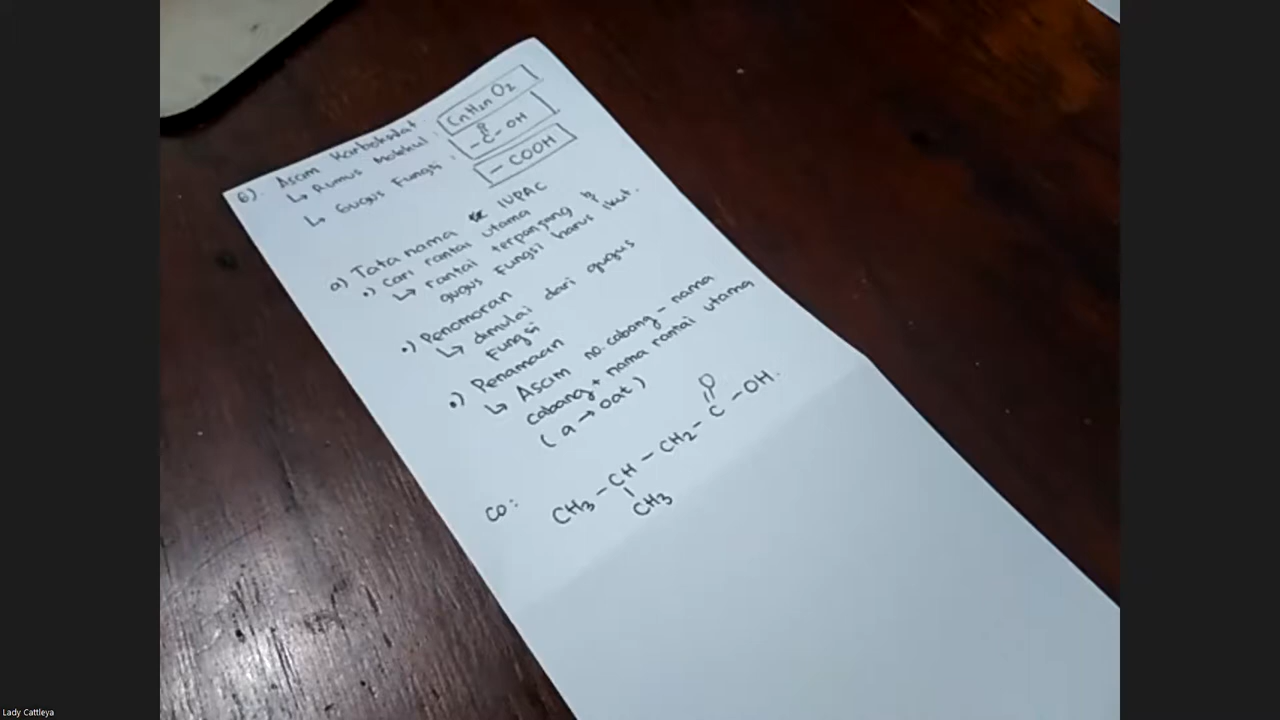 6). Asam Karboksilat.
↳ Rumus Molekul : CnH2nO2
↳ Gugus Fungsi : -C-OH
O
- COOH
a) Tata nama IUPAC
•) Cari rantai utama
↳ rantai terpanjang &
gugus fungsi harus ikut.
•) Penomoran
↳ dimulai dari gugus
Fungsi
•) Penamaan
↳ Asam no. cabang - nama
cabang + nama rantai utama
( a → oat )
O
CO: CH3 - CH - CH2 - C - OH.
CH3
Lady Cattleya